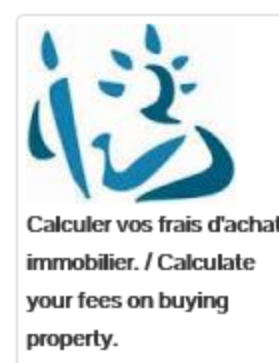 Calculer vos frais d'achat
immobilier. / Calculate
your fees on buying
property.